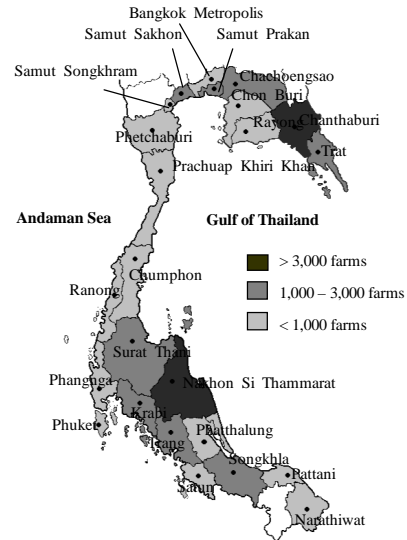 Bangkok Metropolis
Samut Sakhon
Samut Prakan
Samut Songkhram
Chachoengsao
Chon Buri
Rayong
Chanthaburi
Phetchaburi
Trat
Prachuap Khiri Khan
Andaman Sea
Gulf of Thailand
> 3,000 farms
Chumphon
1,000 – 3,000 farms
Ranong
< 1,000 farms
Surat Thani
Phangnga
Nakhon Si Thammarat
Krabi
Phuket
Phatthalung
Trang
Songkhla
Pattani
Satun
Narathiwat